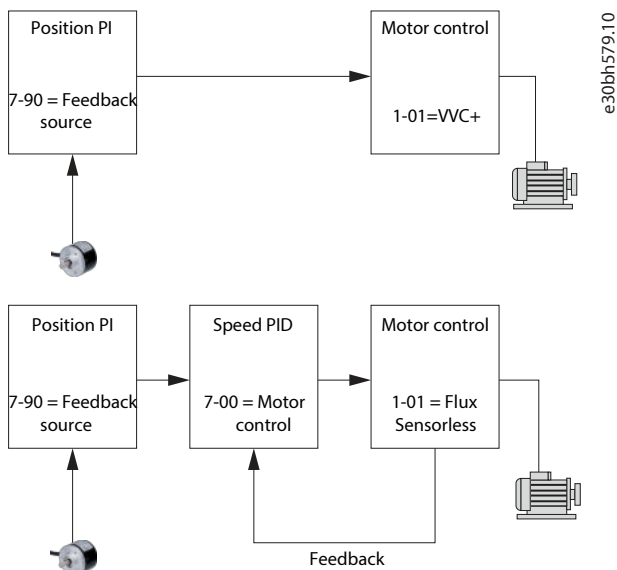 Position PI
7-90 = Feedback
source
Motor control
1-01=VVC+
e30bh579.10
Position PI
7-90 = Feedback
source
Speed PID
7-00 = Motor
control
Motor control
1-01 = Flux
Sensorless
Feedback